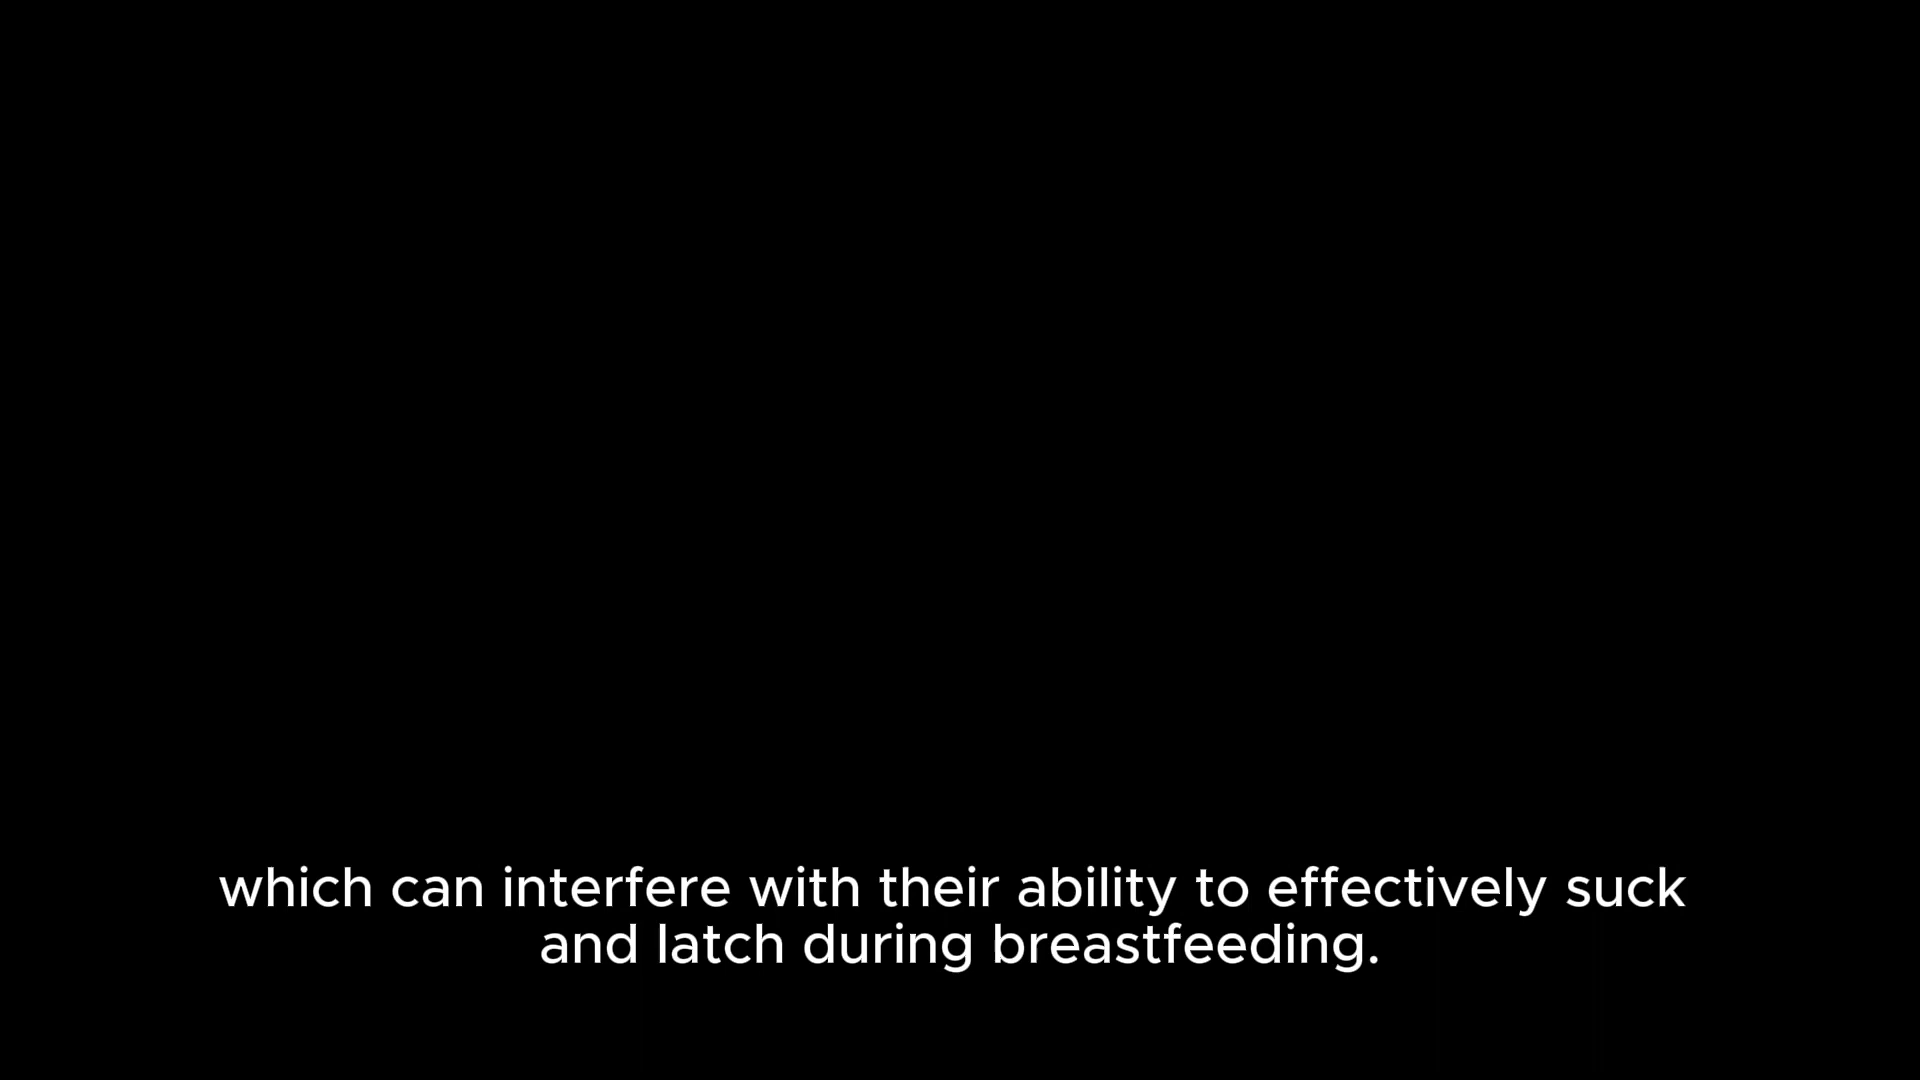 which can interfere with their ability to effectively suck
and latch during breastfeeding.